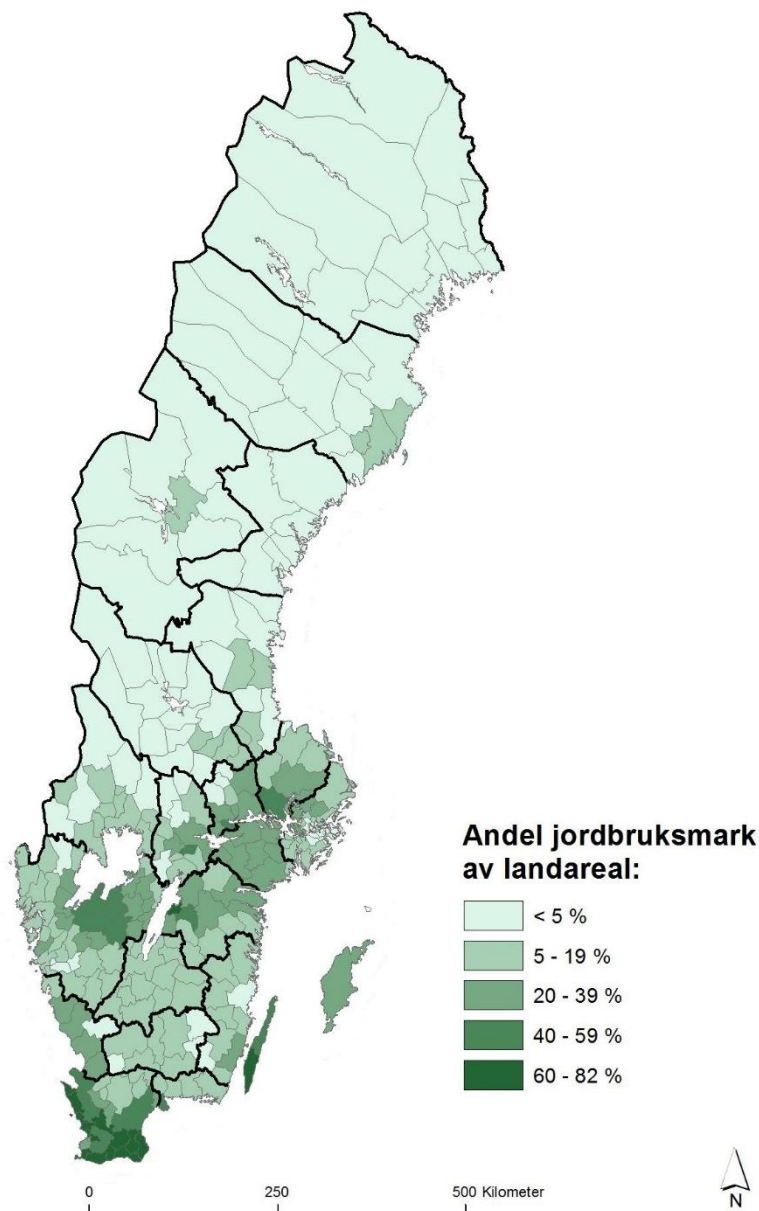 Andel jordbruksmark
av landareal:
< 5 %
5 - 19 %
20 - 39 %
40 - 59 %
60 - 82 %
0 250 500 Kilometer
N